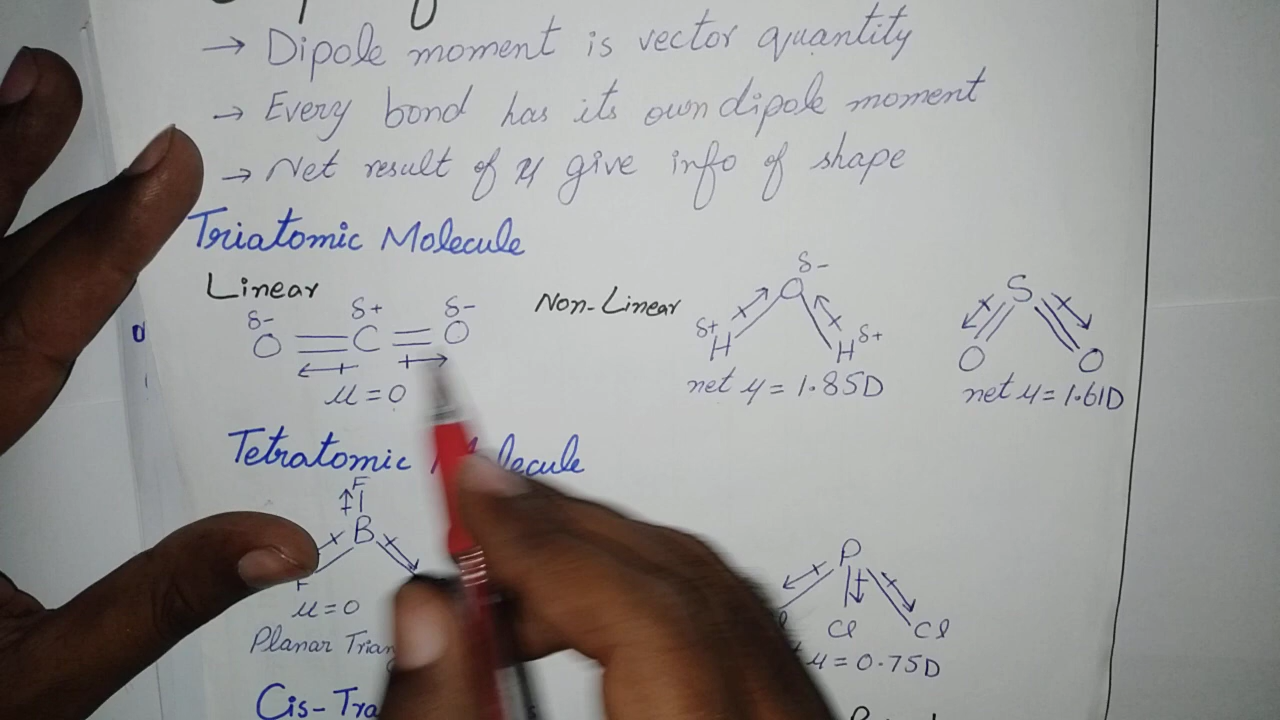 → Dipole moment is vector quantity
→ Every bond has its own dipole moment
→ Net result of μ give info of shape
Triatomic Molecule
Linear
δ- δ+ δ-
O=C=O
μ=0
Non-Linear
δ-
O
δ+ δ+
H H
net μ=1.85D
S
O O
net μ=1.61D
Tetratomic
F
B
μ=0
Planar
P
Cl Cl
μ=0.75D